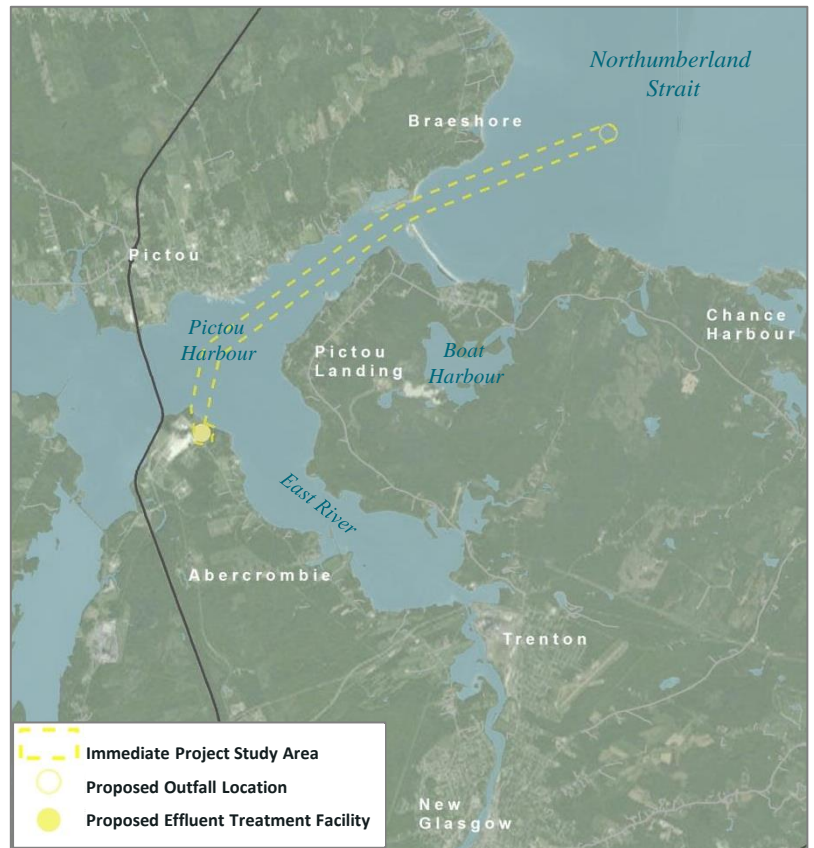 Northumberland
Strait
Braeshore
Pictou
Pictou
Harbour
Pictou
Landing
Boat
Harbour
Chance
Harbour
East River
Abercrombie
Trenton
Immediate Project Study Area
Proposed Outfall Location
Proposed Effluent Treatment Facility
New
Glasgow